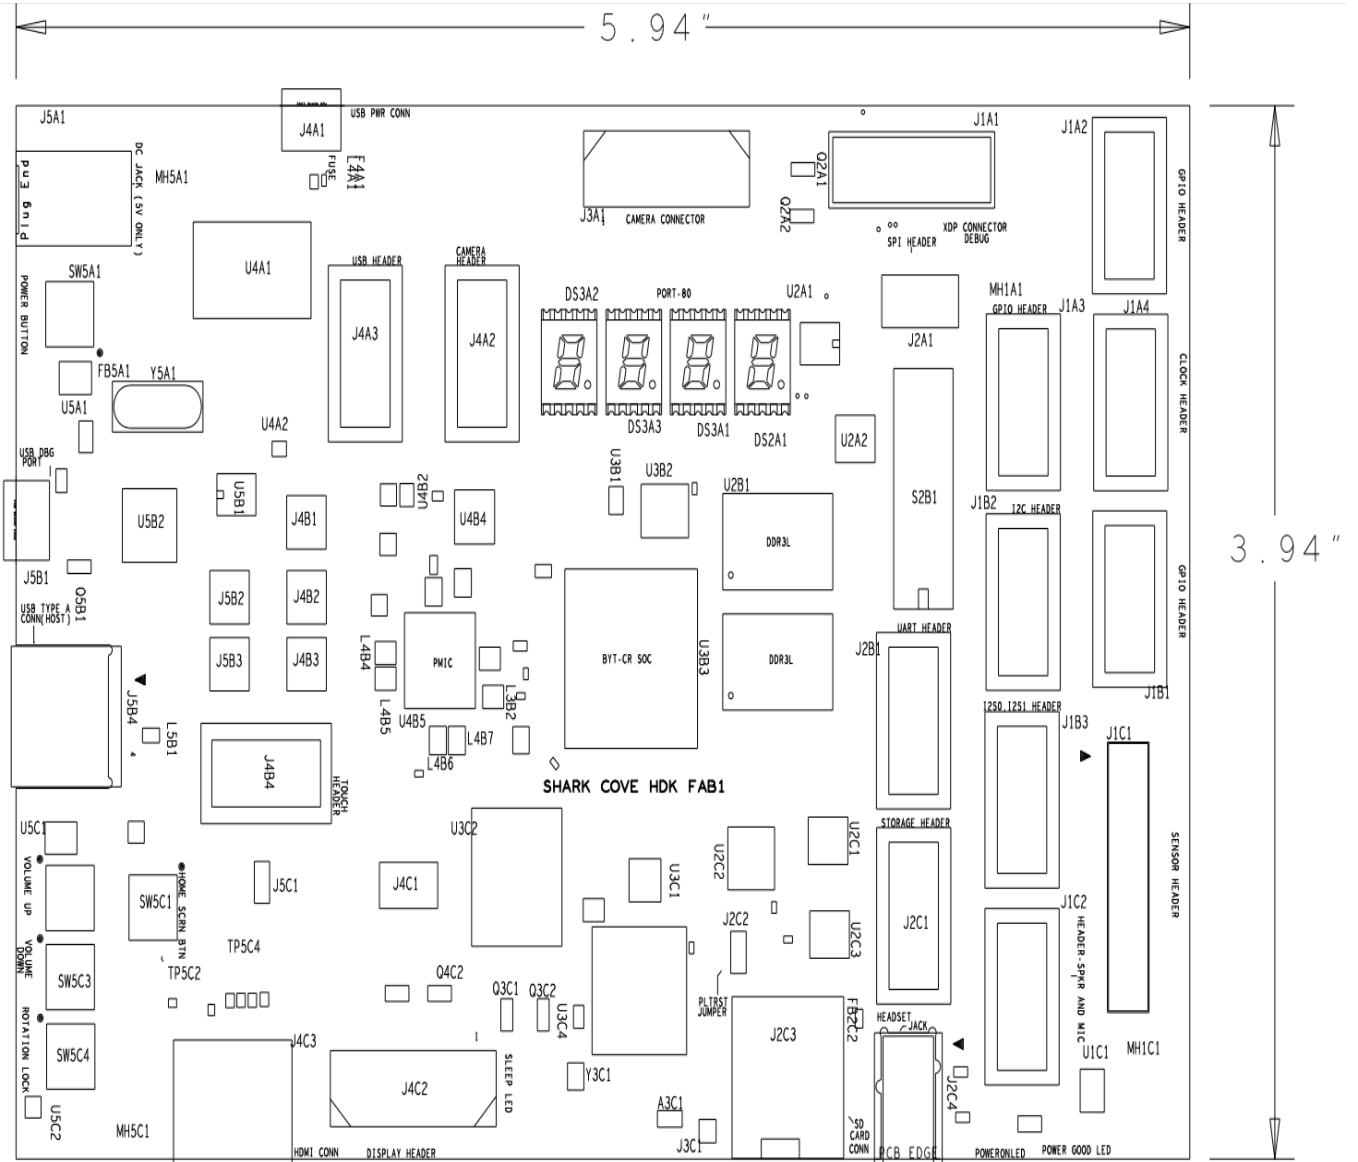 5.94"
J5A1
J4A1
USB PWR CONN
J1A1
J1A2
DC JACK (5V ONLY)
MH5A1
FUSE
F4A1
Plug End
Q2A1
GPIO HEADER
J3A1
CAMERA CONNECTOR
Q2A2
SPI HEADER
XDP CONNECTOR
DEBUG
SW5A1
POWER BUTTON
U4A1
USB HEADER
CAMERA
HEADER
DS3A2
PORT-80
U2A1
MH1A1
GPIO HEADER
J1A3
J1A4
J4A3
J4A2
J2A1
CLOCK HEADER
FB5A1
Y5A1
U5A1
U4A2
DS3A3
DS3A1
DS2A1
U2A2
USB DBG
PORT
U5B1
U4B2
U3B1
U3B2
U2B1
S2B1
J1B2
I2C HEADER
U5B2
J4B1
U4B4
DDR3L
3.94"
J5B1
Q5B1
USB TYPE A
CONN(HOST)
J5B2
J4B2
GPIO HEADER
UART HEADER
J2B1
J5B3
J4B3
L4B4
PMIC
BYT-CR SOC
U3B3
DDR3L
J5B4
L5B1
L4B5
U4B5
L3B2
J1B1
I2S0,I2S1 HEADER
J1B3
J1C1
L4B7
L4B6
J4B4
TOUCH
HEADER
SHARK COVE HDK FAB1
U5C1
U3C2
U2C2
U2C1
STORAGE HEADER
SENSOR HEADER
VOLUME UP
HOME SCRN BTN
SW5C1
J5C1
J4C1
U3C1
J2C2
U2C3
J2C1
J1C2
HEADER-SPKR AND MIC
VOLUME
DOWN
SW5C3
TP5C4
TP5C2
Q4C2
Q3C1
Q3C2
U3C4
PLTRST
JUMPER
FB2C2
HEADSET
JACK
ROTATION LOCK
SW5C4
J4C3
J4C2
SLEEP LED
Y3C1
J2C3
J2C4
U1C1
MH1C1
U5C2
MH5C1
A3C1
J3C1
HDMI CONN
DISPLAY HEADER
SD
CARD
CONN
PCB EDGE
POWERONLED
POWER GOOD LED